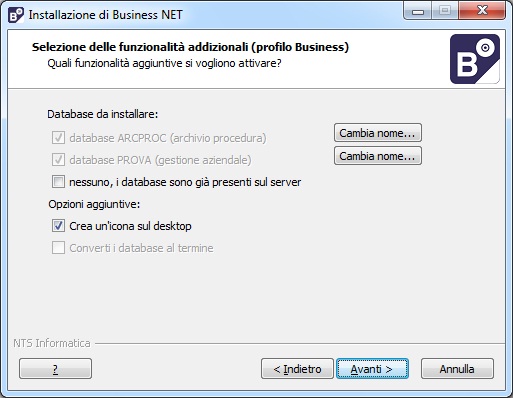 Installazione di Business NET
Selezione delle funzionalità addizionali (profilo Business)
Quali funzionalità aggiuntive si vogliono attivare?
B
Database da installare:
database ARCPROC (archivio procedura)
Cambia nome...
database PROVA (gestione aziendale)
Cambia nome...
nessuno, i database sono già presenti sul server
Opzioni aggiuntive:
Crea un'icona sul desktop
Converti i database al termine
NTS Informatica
?
< Indietro
Avanti >
Annulla